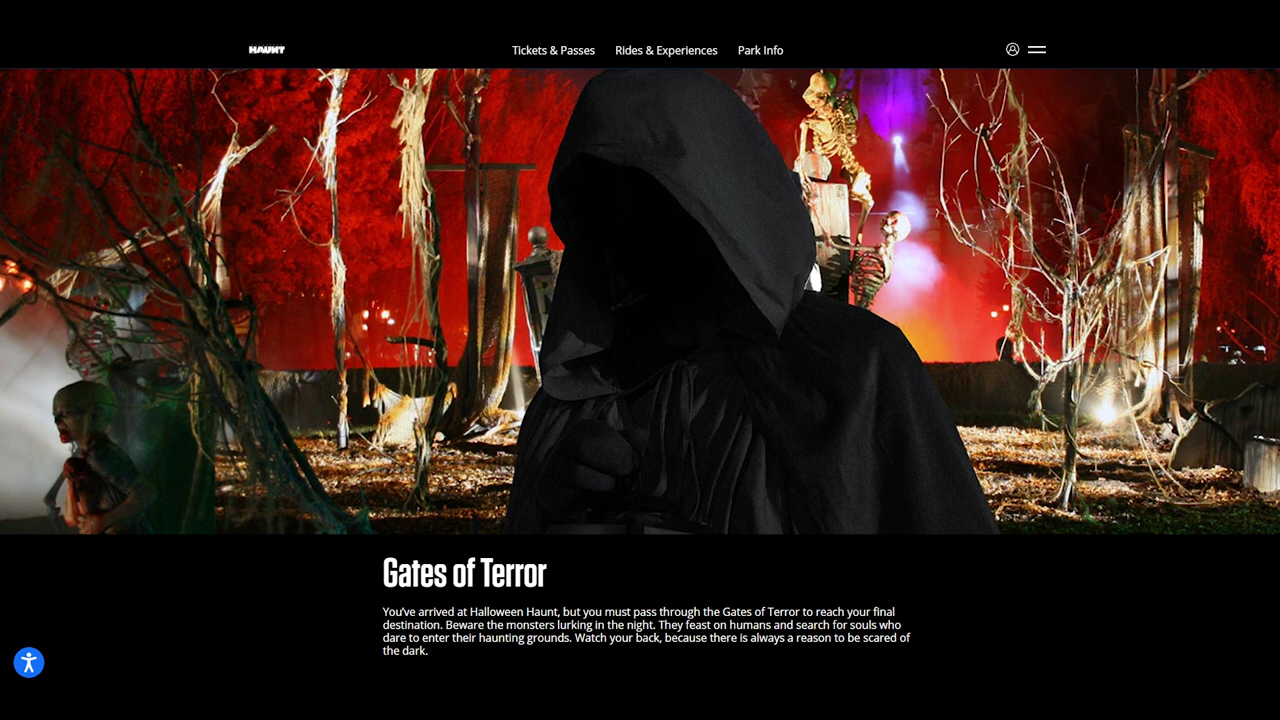 HAUNT
Tickets & Passes
Rides & Experiences
Park Info
Gates of Terror
You've arrived at Halloween Haunt, but you must pass through the Gates of Terror to reach your final
destination. Beware the monsters lurking in the night. They feast on humans and search for souls who
dare to enter their haunting grounds. Watch your back, because there is always a reason to be scared of
the dark.